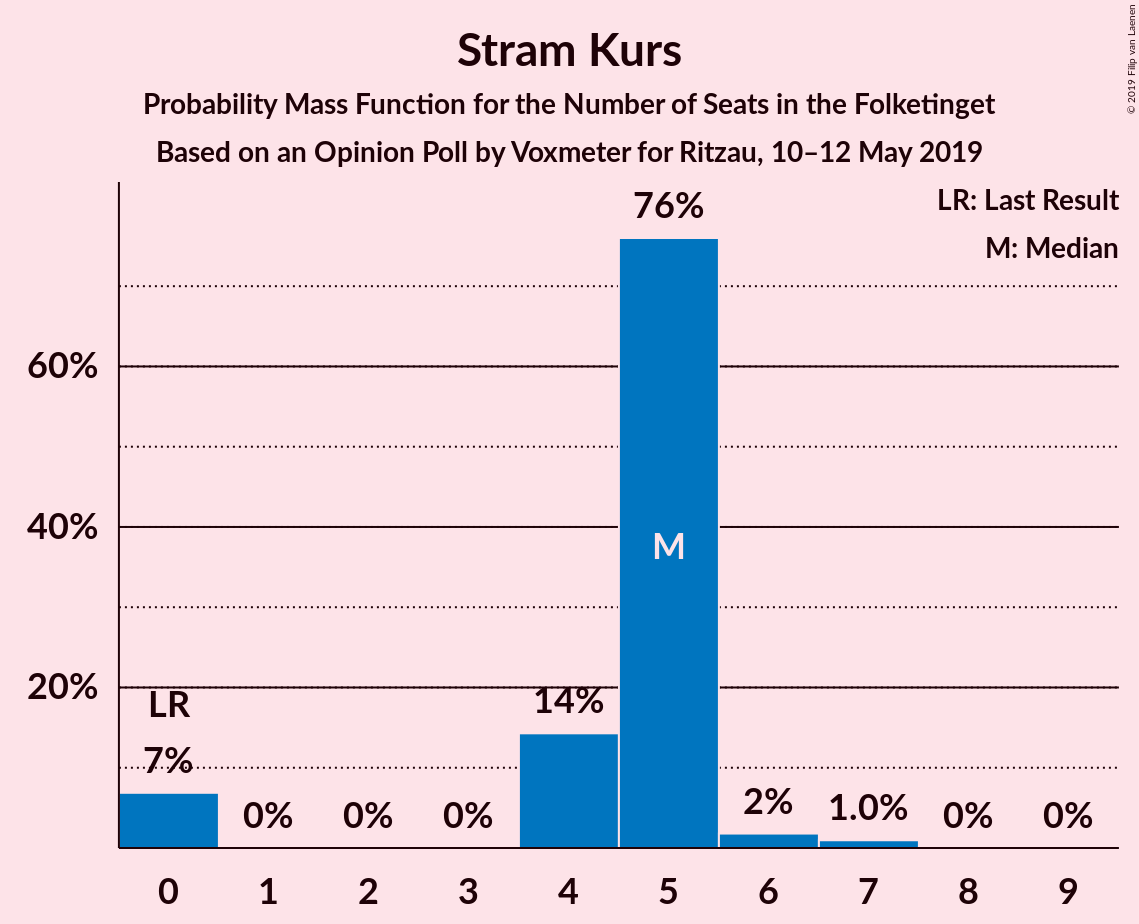 Stram Kurs
Probability Mass Function for the Number of Seats in the Folketinget
Based on an Opinion Poll by Voxmeter for Ritzau, 10–12 May 2019
© 2019 Filip van Laenen
LR: Last Result
M: Median
76%
60%
40%
M
20%
LR
14%
7%
0%
0%
0%
2%
1.0%
0%
0%
0 1 2 3 4 5 6 7 8 9